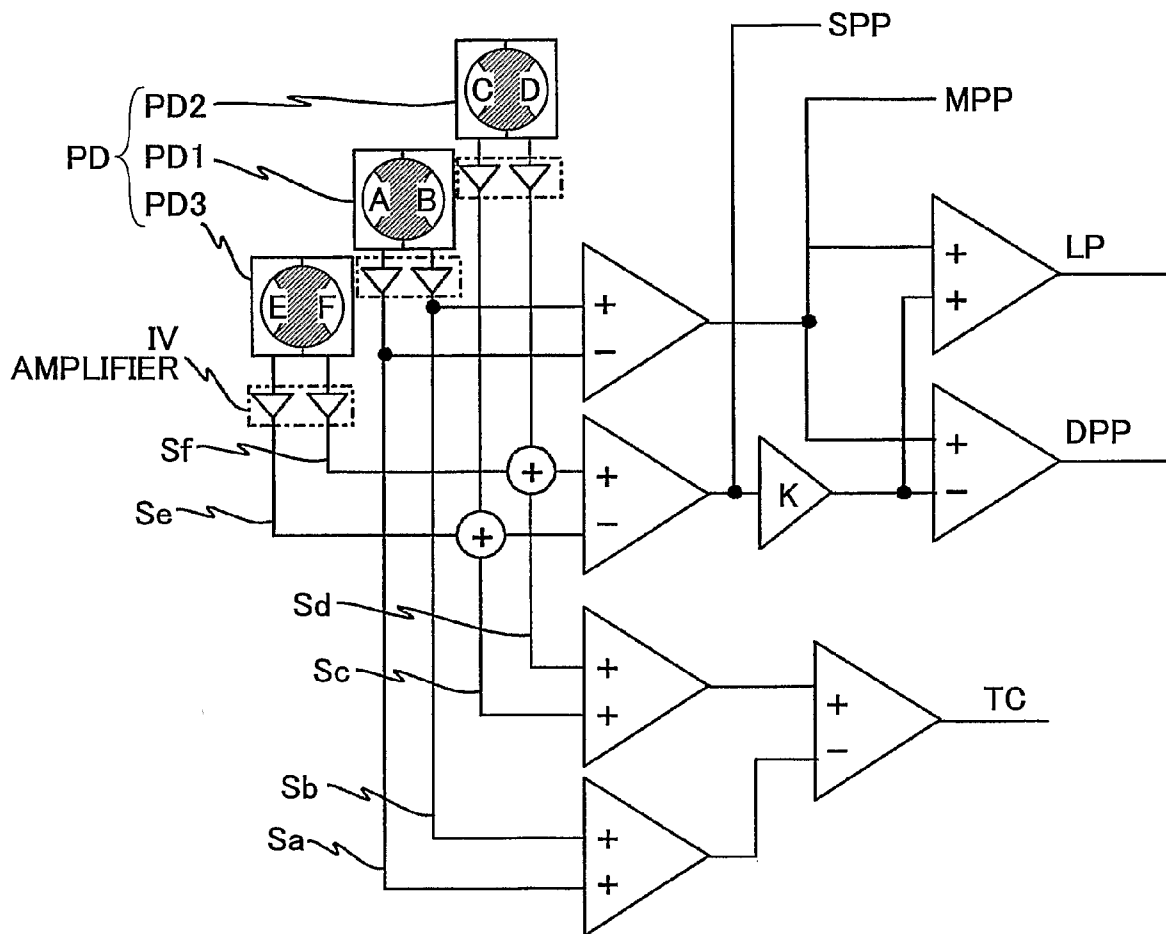 SPP
MPP
PD
PD2
PD1
PD3
C D
A B
E F
IV
AMPLIFIER
+
−
+
+
LP
+
−
DPP
Sf
Se
+
+
+
−
K
Sd
Sc
+
+
+
−
TC
Sb
Sa
+
+